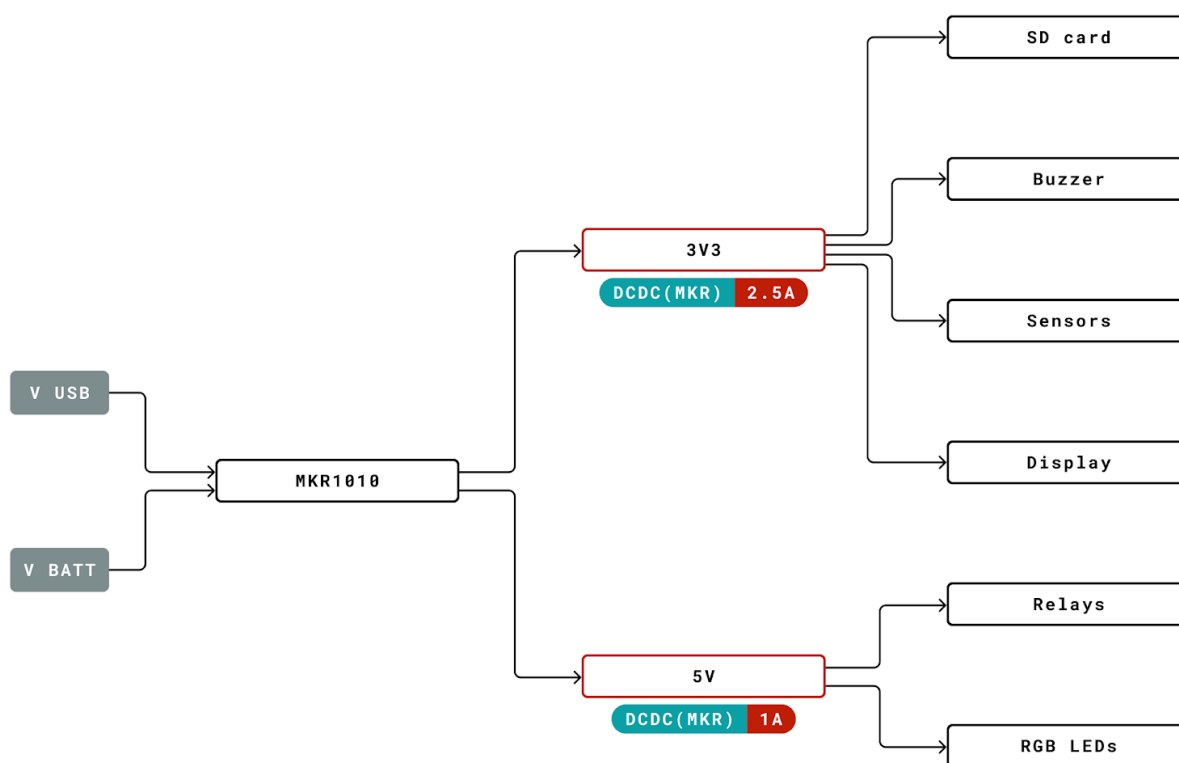 SD card
Buzzer
3V3
DCDC(MKR) 2.5A
Sensors
V USB
Display
MKR1010
V BATT
Relays
5V
DCDC(MKR) 1A
RGB LEDs